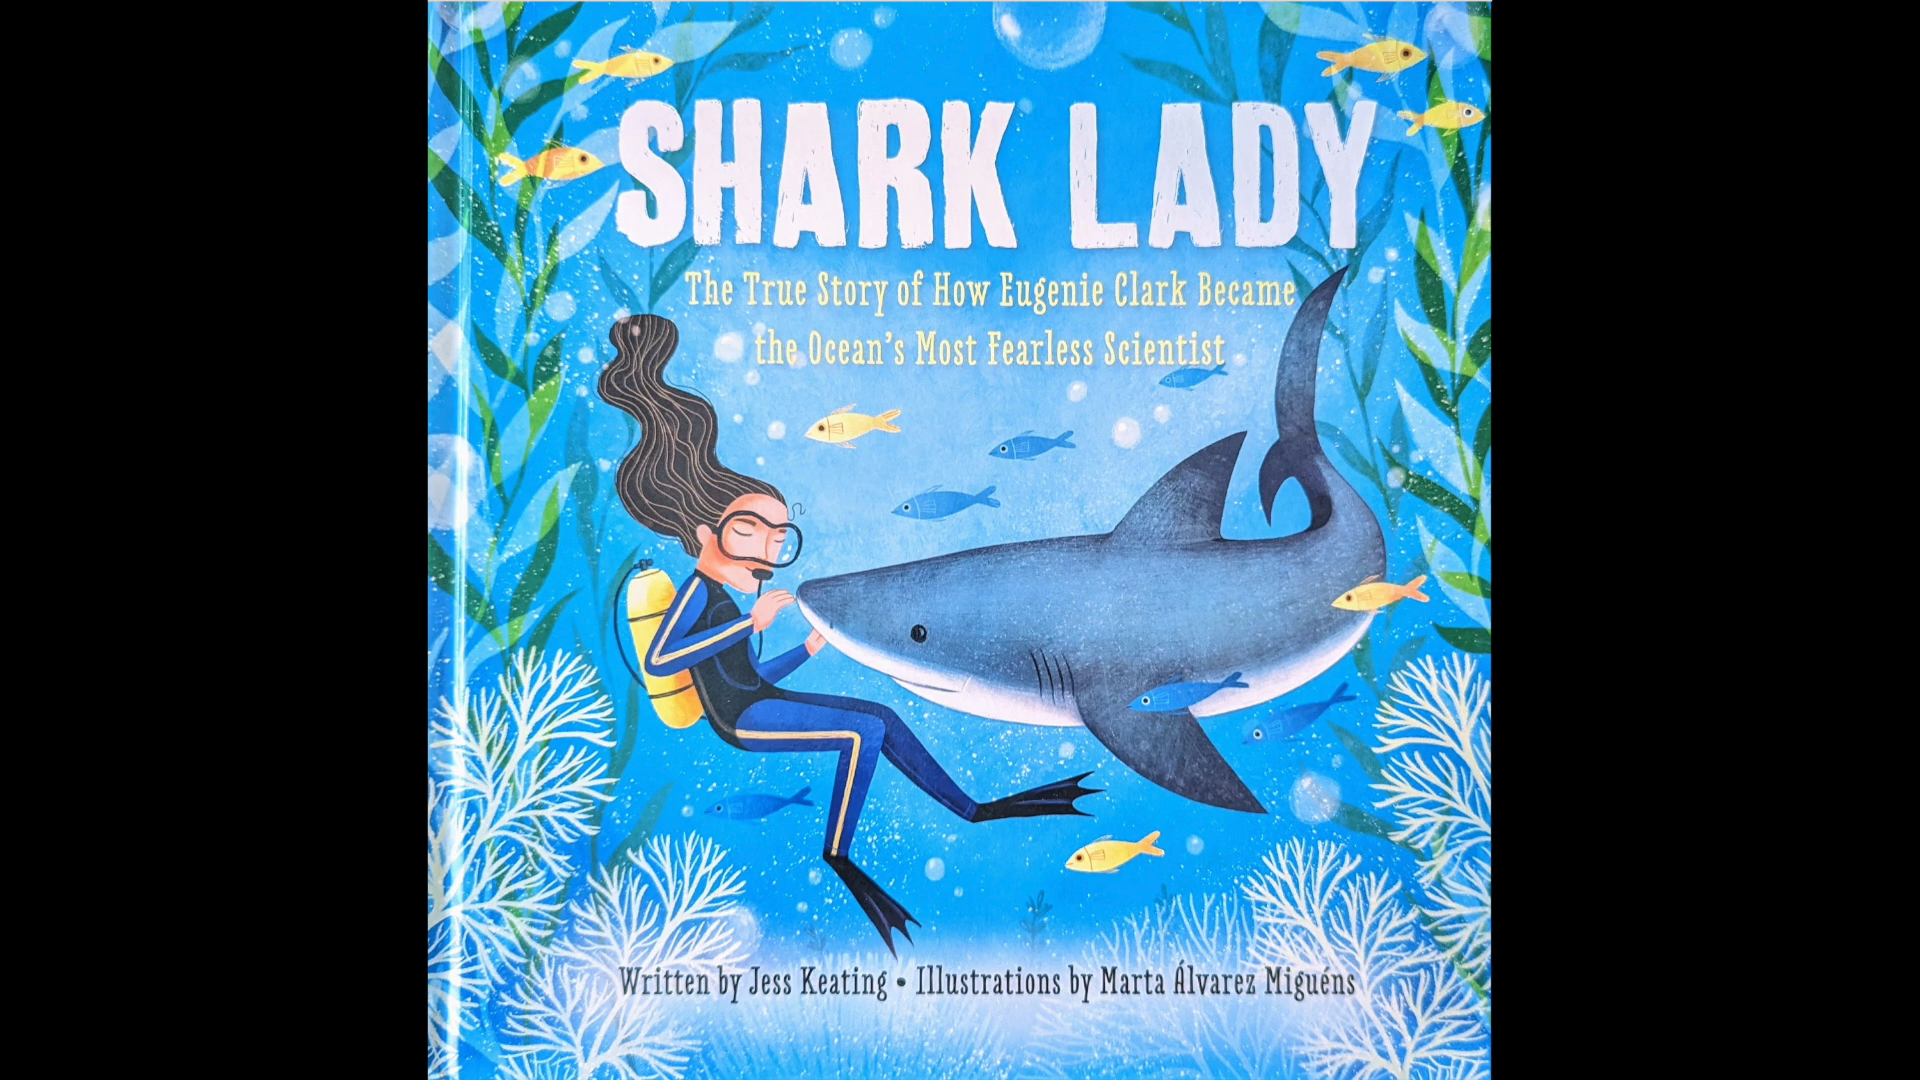 SHARK LADY
The True Story of How Eugenie Clark Became
the Ocean's Most Fearless Scientist
Written by Jess Keating • Illustrations by Marta Álvarez Miguéns